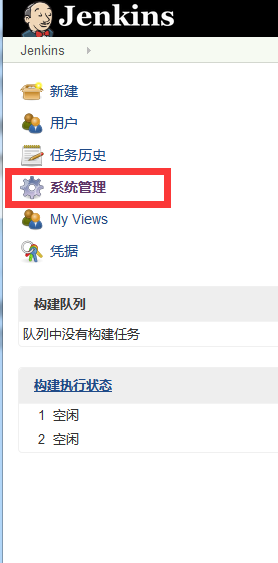 Jenkins
Jenkins
新建
用户
任务历史
系统管理
My Views
凭据
构建队列
队列中没有构建任务
构建执行状态
1 空闲
2 空闲